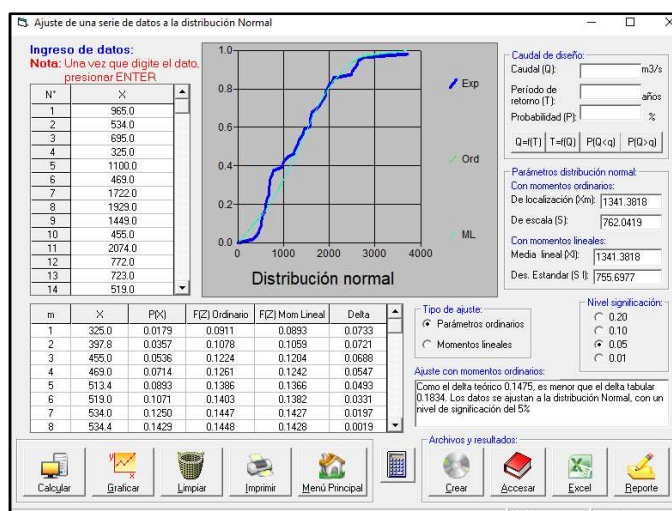 Ajuste de una serie de datos a la distribución Normal
Ingreso de datos:
Nota: Una vez que digite el dato,
presionar ENTER
N° X
1 965.0
2 534.0
3 695.0
4 325.0
5 1100.0
6 469.0
7 1722.0
8 1929.0
9 1449.0
10 455.0
11 2074.0
12 772.0
13 723.0
14 519.0
1.0
0.8
0.6
0.4
0.2
0.0
0 1000 2000 3000 4000
Exp
Ord
ML
Distribución normal
Caudal de diseño:
Caudal (Q): m3/s
Período de
retorno (T): años
Probabilidad (P): %
Q=f(T) T=f(Q) P(Q<q) P(Q>q)
Parámetros distribución normal:
Con momentos ordinarios:
De localización (Xm): 1341.3818
De escala (S): 762.0419
Con momentos lineales:
Media lineal (Xl): 1341.3818
Des. Estandar (S l): 755.6977
m X P(X) F(Z) Ordinario F(Z) Mom Lineal Delta
1 325.0 0.0179 0.0911 0.0893 0.0733
2 397.8 0.0357 0.1078 0.1059 0.0721
3 455.0 0.0536 0.1224 0.1204 0.0688
4 469.0 0.0714 0.1261 0.1242 0.0547
5 513.4 0.0893 0.1386 0.1366 0.0493
6 519.0 0.1071 0.1403 0.1382 0.0331
7 534.0 0.1250 0.1447 0.1427 0.0197
8 534.4 0.1429 0.1448 0.1428 0.0019
Tipo de ajuste:
Parámetros ordinarios
Momentos lineales
Nivel significación:
0.20
0.10
0.05
0.01
Ajuste con momentos ordinarios:
Como el delta teórico 0.1475, es menor que el delta tabular
0.1834. Los datos se ajustan a la distribución Normal, con un
nivel de significación del 5%
Archivos y resultados:
Calcular Graficar Limpiar Imprimir Menú Principal Crear Accesar Excel Reporte